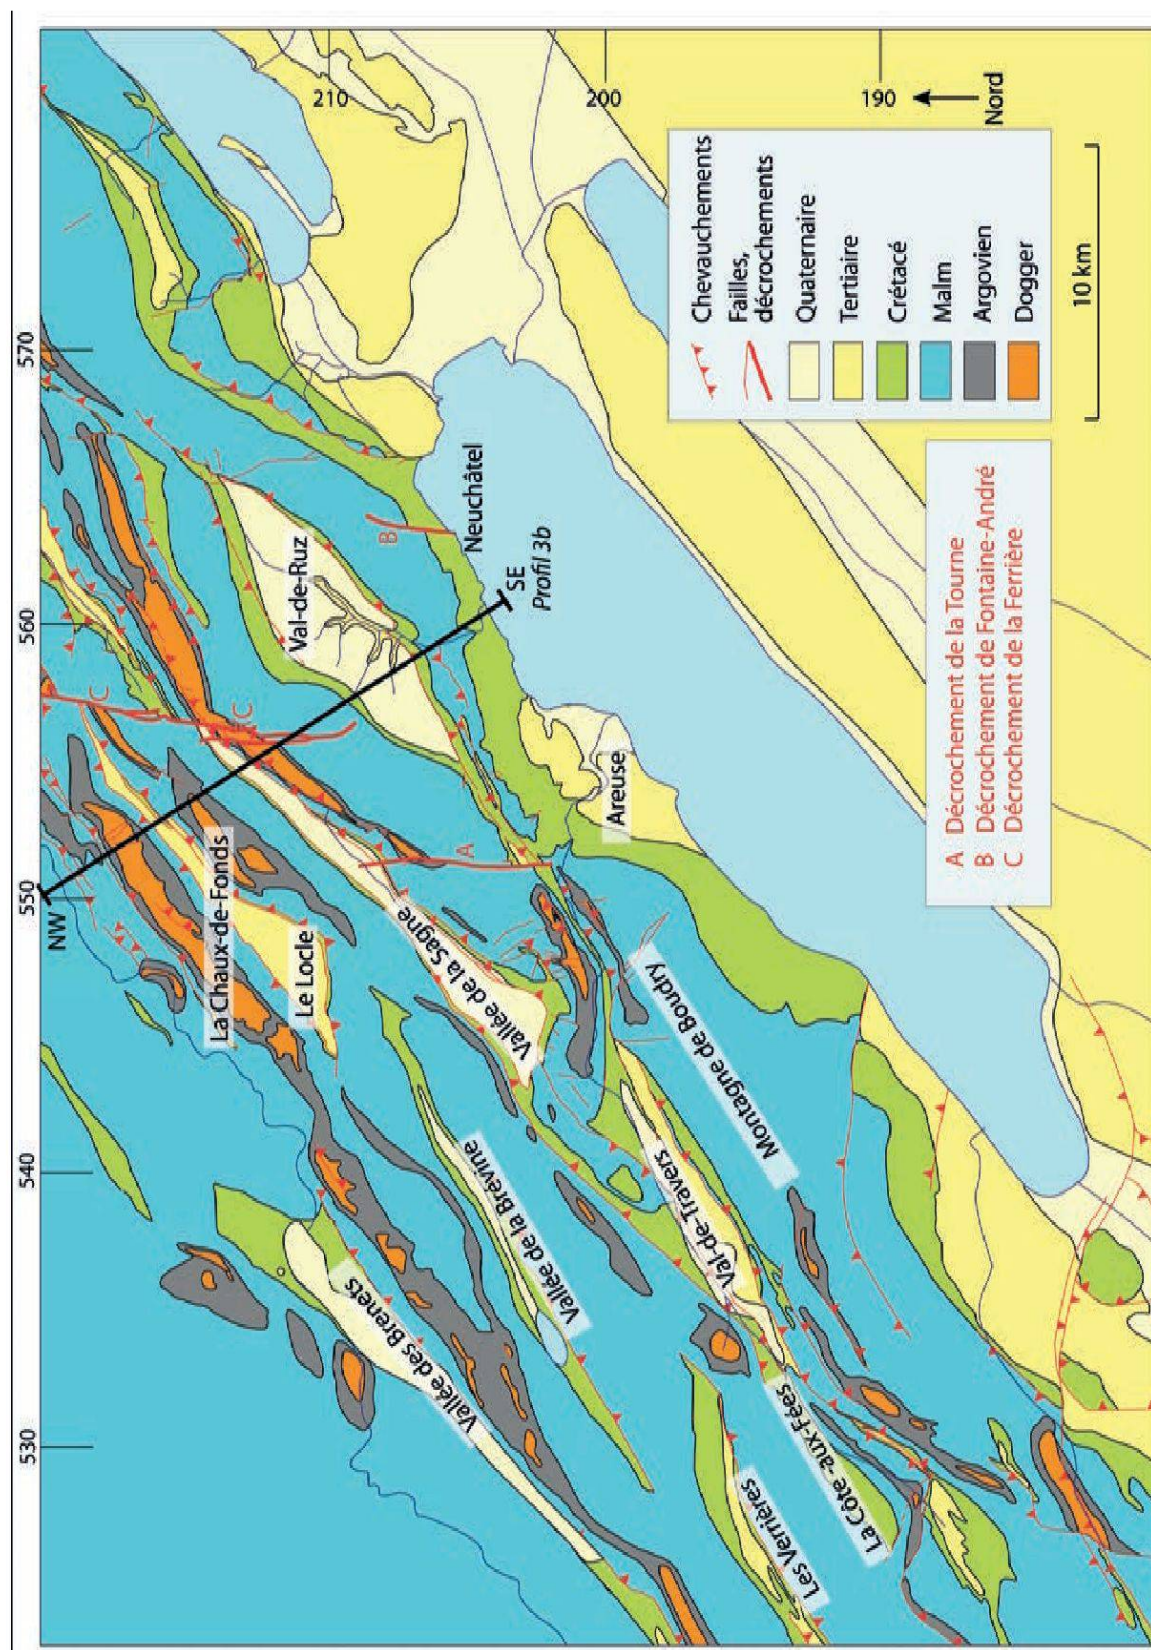 530
540
550
560
570
NW
La Chaux-de-Fonds
Le Locle
Vallée des Brenets
Vallée de la Brévine
Vallée de la Sagne
Val-de-Ruz
C
C
A
B
Neuchâtel
SE
Profil 3b
Areuse
Montagne de Boudry
Val-de-Travers
La Côte-aux-Fées
Les Verrières
210
200
190
Nord
Chevauchements
Failles,
décrochements
Quaternaire
Tertiaire
Crétacé
Malm
Argovien
Dogger
10 km
A Décrochement de la Tourne
B Décrochement de Fontaine-André
C Décrochement de la Ferrière